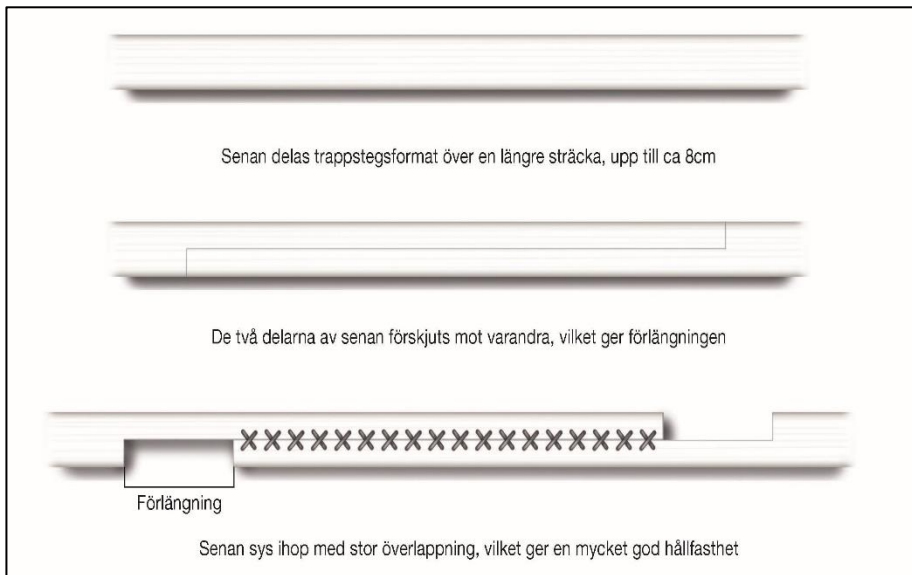 Senan delas trappstegsformat över en längre sträcka, upp till ca 8cm
De två delarna av senan förskjuts mot varandra, vilket ger förlängningen
Förlängning
Senan sys ihop med stor överlappning, vilket ger en mycket god hållfasthet